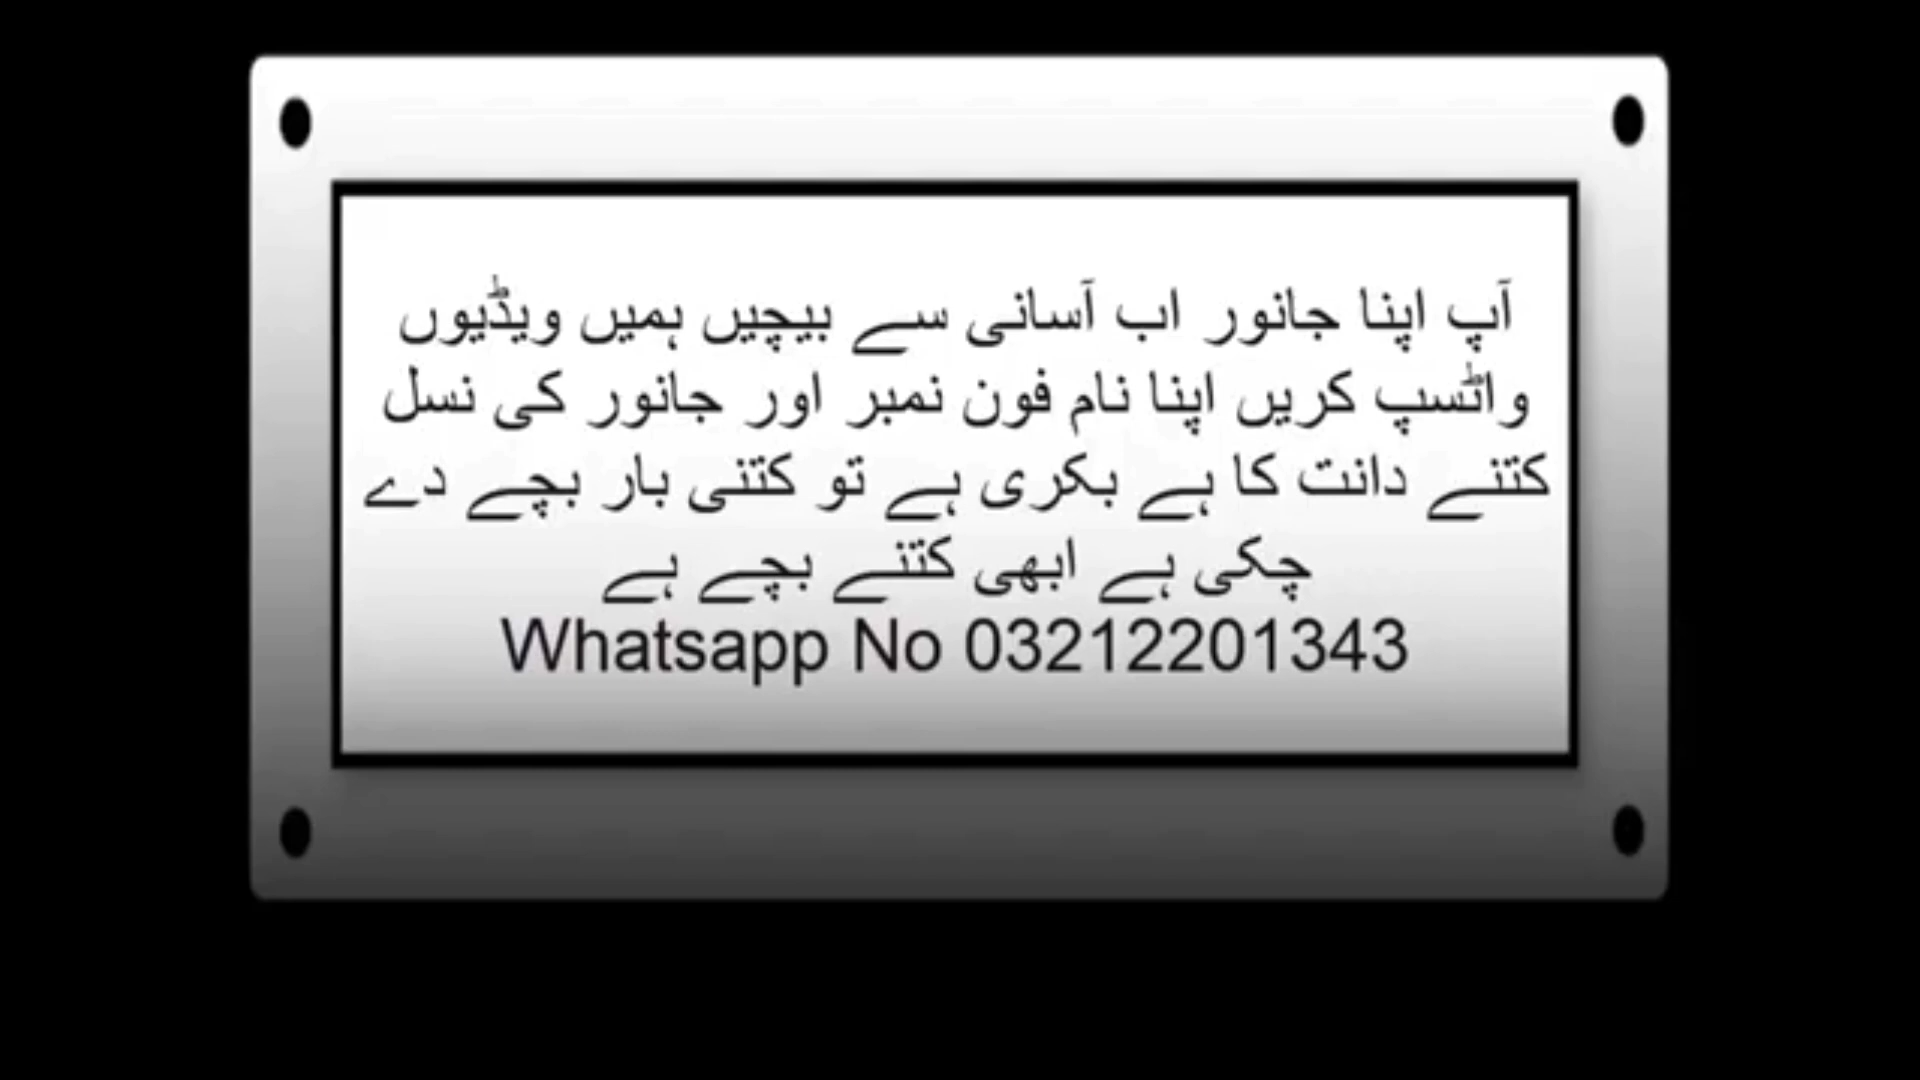 آپ اپنا جانور اب آسانی سے بیچیں ہمیں ویڈیوں
واٹسپ کریں اپنا نام فون نمبر اور جانور کی نسل
کتنے دانت کا ہے بکری ہے تو کتنی بار بچے دے
چکی ہے ابھی کتنے بچے ہے
Whatsapp No 03212201343